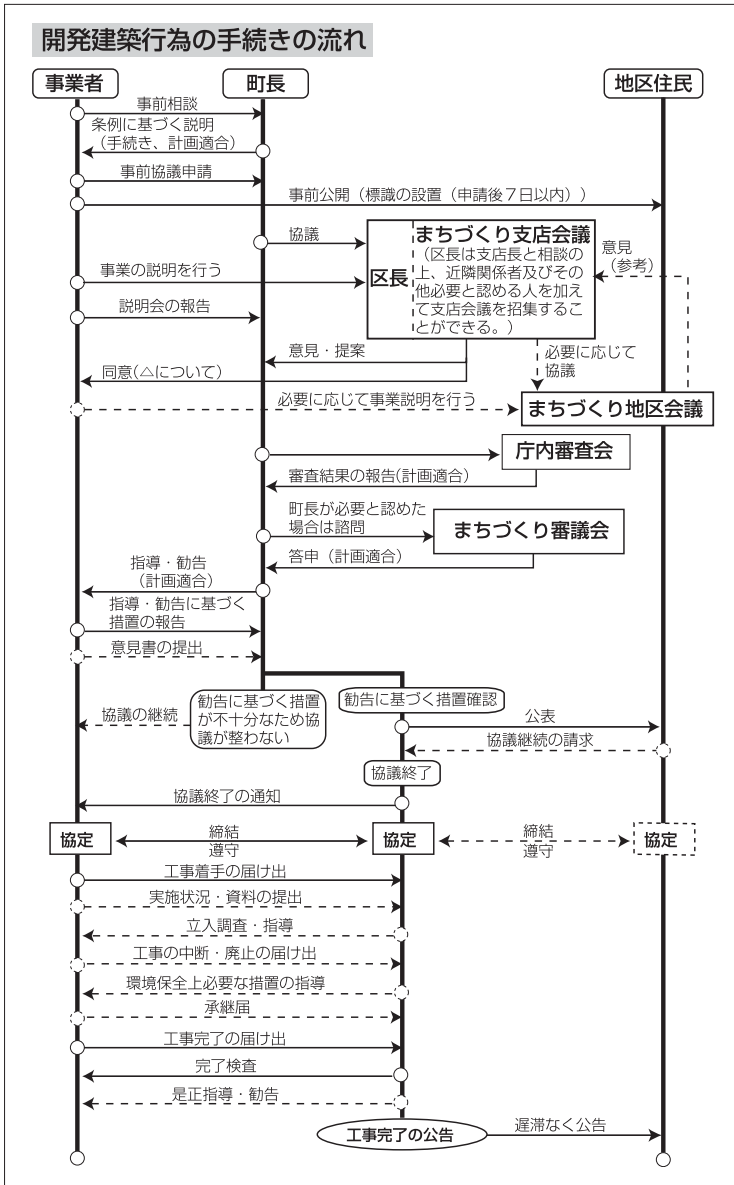 開発建築行為の手続きの流れ
事業者
町長
地区住民
事前相談
条例に基づく説明
（手続き、計画適合）
事前協議申請
事前公開（標識の設置（申請後７日以内））
協議
まちづくり支店会議
（区長は支店長と相談の
上、近隣関係者及びその
他必要と認める人を加え
て支店会議を招集するこ
とができる。）
区長
意見
（参考）
事業の説明を行う
説明会の報告
意見・提案
必要に応じて
協議
同意(△について)
必要に応じて事業説明を行う
まちづくり地区会議
庁内審査会
審査結果の報告(計画適合)
町長が必要と認めた
場合は諮問
まちづくり審議会
答申（計画適合）
指導・勧告
（計画適合）
指導・勧告に基づく
措置の報告
意見書の提出
勧告に基づく措置
が不十分なため協
議が整わない
勧告に基づく措置確認
協議の継続
公表
協議継続の請求
協議終了
協議終了の通知
協定
締結
遵守
協定
締結
遵守
協定
工事着手の届け出
実施状況・資料の提出
立入調査・指導
工事の中断・廃止の届け出
環境保全上必要な措置の指導
承継届
工事完了の届け出
完了検査
是正指導・勧告
工事完了の公告
遅滞なく公告